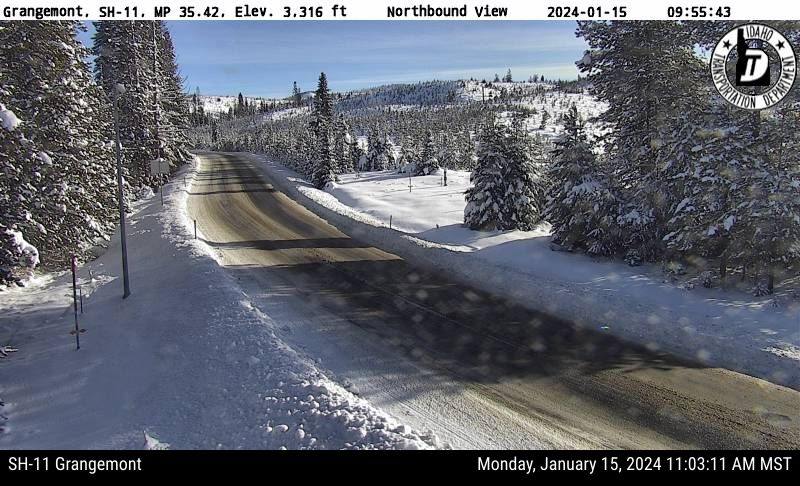 Grangemont, SH-11, MP 35.42, Elev. 3,316 ft Northbound View 2024-01-15 09:55:43
IDAHO
TRANSPORTATION DEPARTMENT
SH-11 Grangemont Monday, January 15, 2024 11:03:11 AM MST